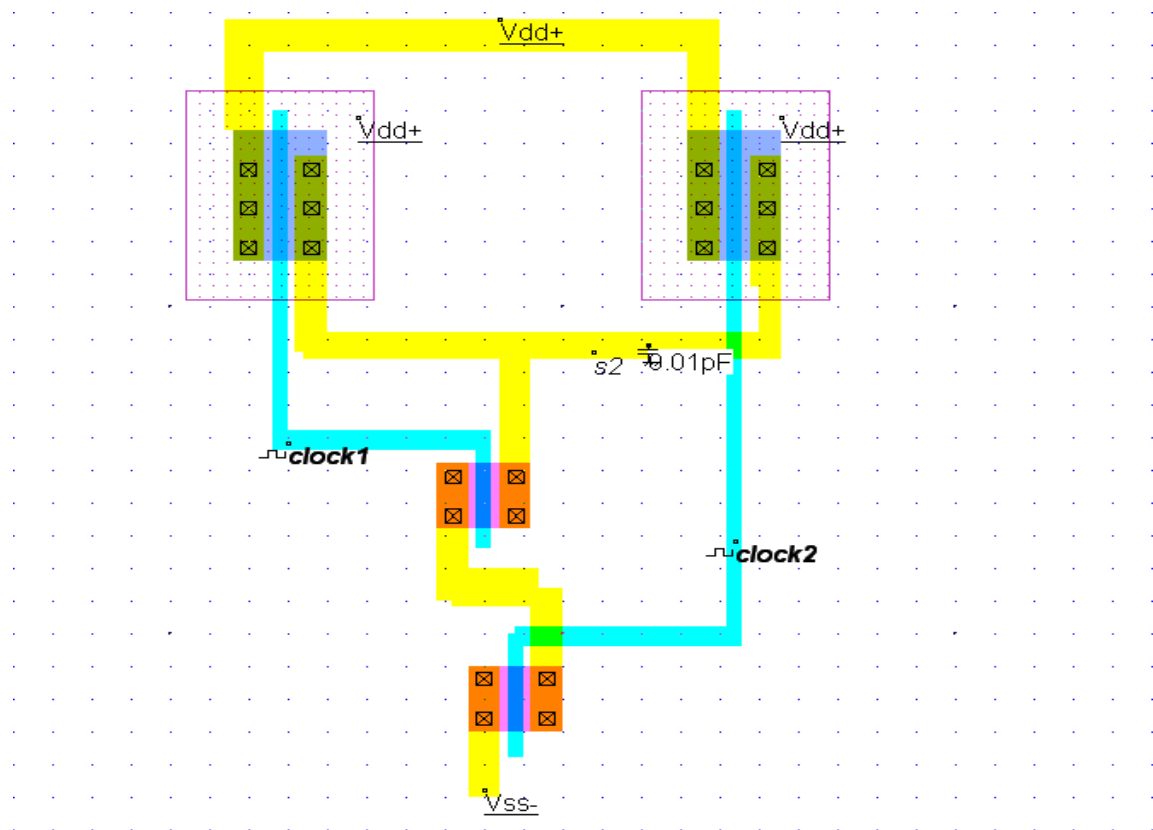 Vdd+
Vdd+
Vdd+
s2
0.01pF
clock1
clock2
Vss-